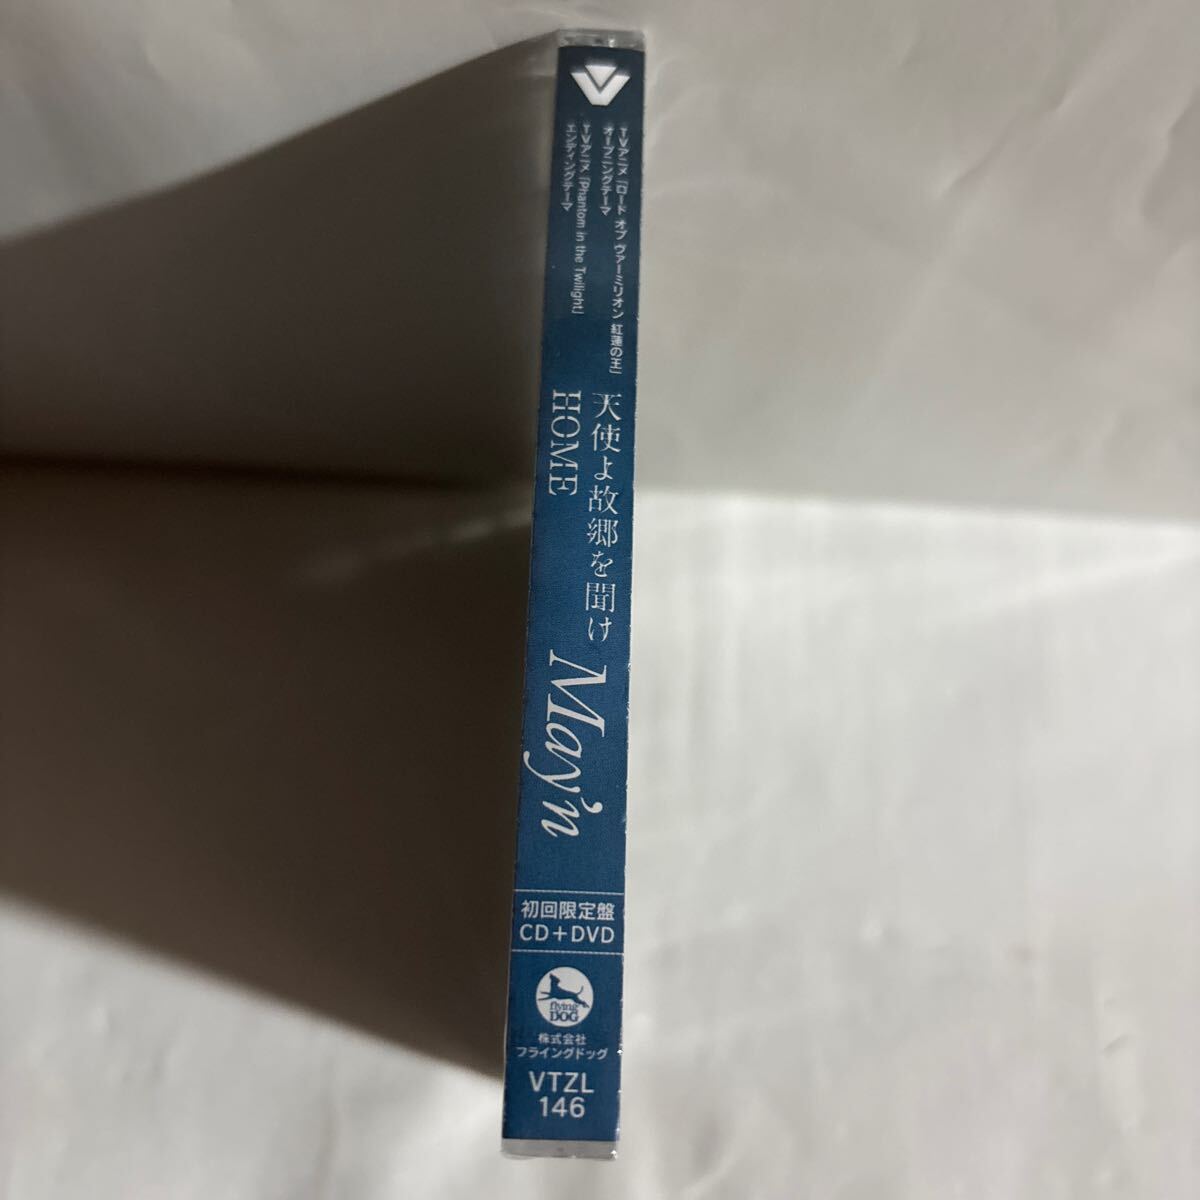 TVアニメ「ロード オブ ヴァーミリオン 紅蓮の王」
オープニングテーマ
TVアニメ「Phantom in the Twilight」
エンディングテーマ
天使よ故郷を聞け
HOME
May'n
初回限定盤
CD+DVD
flying
DOG
株式会社
フライングドッグ
VTZL
146